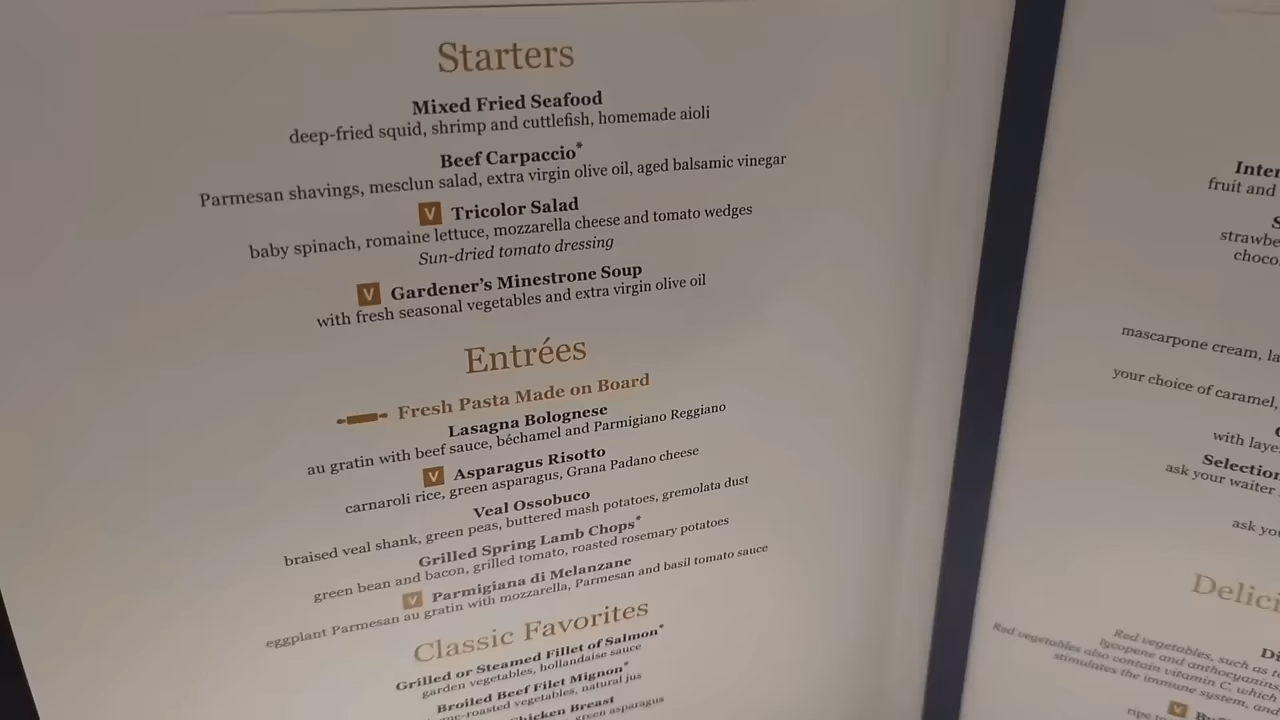 Starters
Mixed Fried Seafood
deep-fried squid, shrimp and cuttlefish, homemade aioli
Beef Carpaccio*
Parmesan shavings, mesclun salad, extra virgin olive oil, aged balsamic vinegar
V Tricolor Salad
baby spinach, romaine lettuce, mozzarella cheese and tomato wedges
Sun-dried tomato dressing
V Gardener's Minestrone Soup
with fresh seasonal vegetables and extra virgin olive oil
Entrées
Fresh Pasta Made on Board
Lasagna Bolognese
au gratin with beef sauce, béchamel and Parmigiano Reggiano
V Asparagus Risotto
carnaroli rice, green asparagus, Grana Padano cheese
Veal Ossobuco
braised veal shank, green peas, buttered mash potatoes, gremolata dust
Grilled Spring Lamb Chops*
green bean and bacon, grilled tomato, roasted rosemary potatoes
V Parmigiana di Melanzane
eggplant Parmesan au gratin with mozzarella, Parmesan and basil tomato sauce
Classic Favorites
Grilled or Steamed Fillet of Salmon*
garden vegetables, hollandaise sauce
Broiled Beef Filet Mignon*
-roasted vegetables, natural jus
Chicken Breast
green asparagus
fruit and
strawbe
choco
mascarpone cream, la
your choice of caramel,
with laye
Selection
ask your waiter
ask yo
Delici
Di
Red vegetables, such as to
lycopene and anthocyanins
Red vegetables also contain vitamin C, which
stimulates the immune system, and
V
ripe